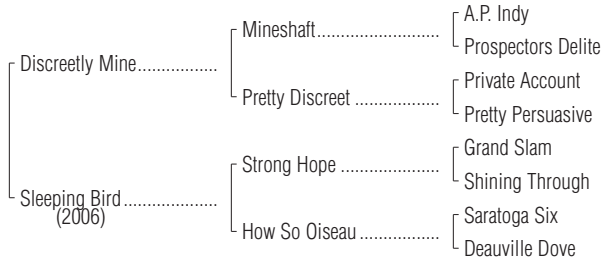 A.P. Indy
Mineshaft..............................
Prospectors Delite
Discreetly Mine.................
Private Account
Pretty Discreet .....................
Pretty Persuasive
Grand Slam
Strong Hope .........................
Shining Through
Sleeping Bird....................
(2006)
Saratoga Six
How So Oiseau ....................
Deauville Dove